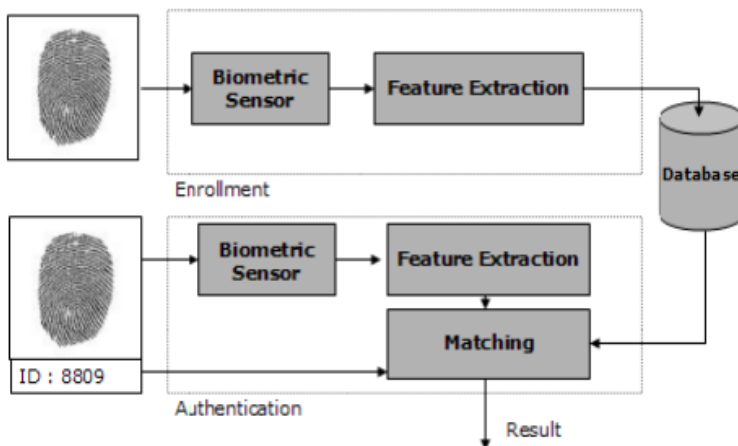 Biometric
Sensor
Feature Extraction
Database
Enrollment
Biometric
Sensor
Feature Extraction
Matching
ID : 8809
Authentication
Result